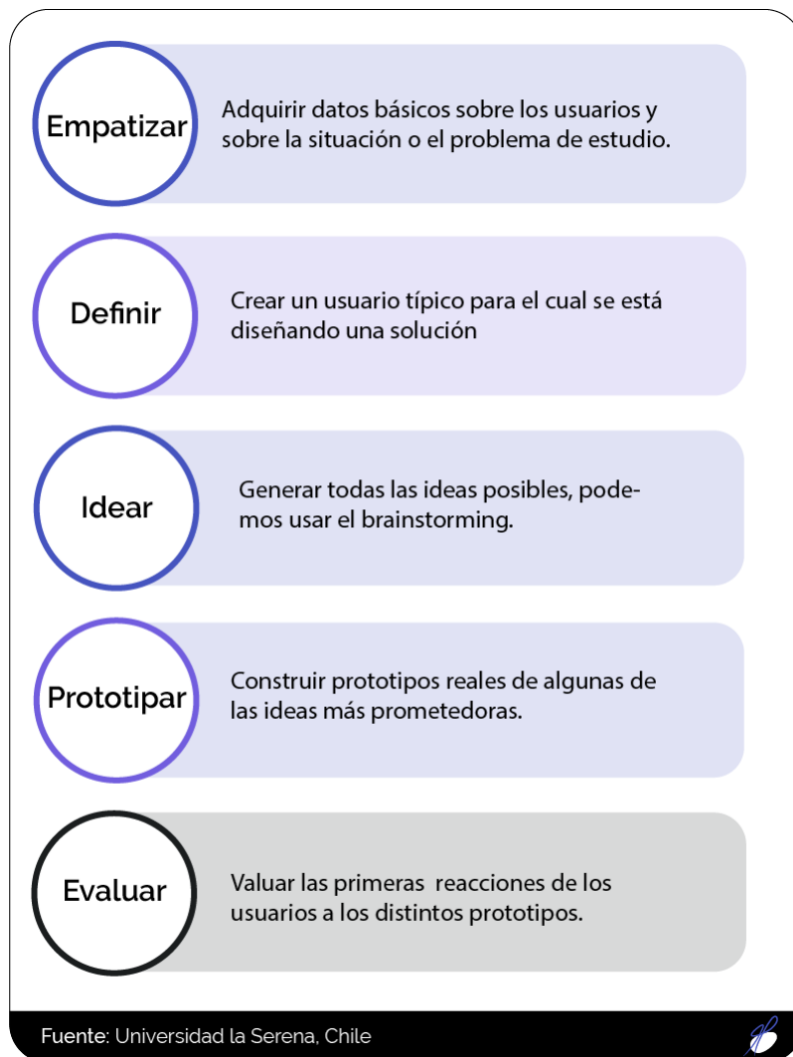 Empatizar
Adquirir datos básicos sobre los usuarios y
sobre la situación o el problema de estudio.
Definir
Crear un usuario típico para el cual se está
diseñando una solución
Idear
Generar todas las ideas posibles, pode-
mos usar el brainstorming.
Prototipar
Construir prototipos reales de algunas de
las ideas más prometedoras.
Evaluar
Valuar las primeras reacciones de los
usuarios a los distintos prototipos.
Fuente: Universidad la Serena, Chile